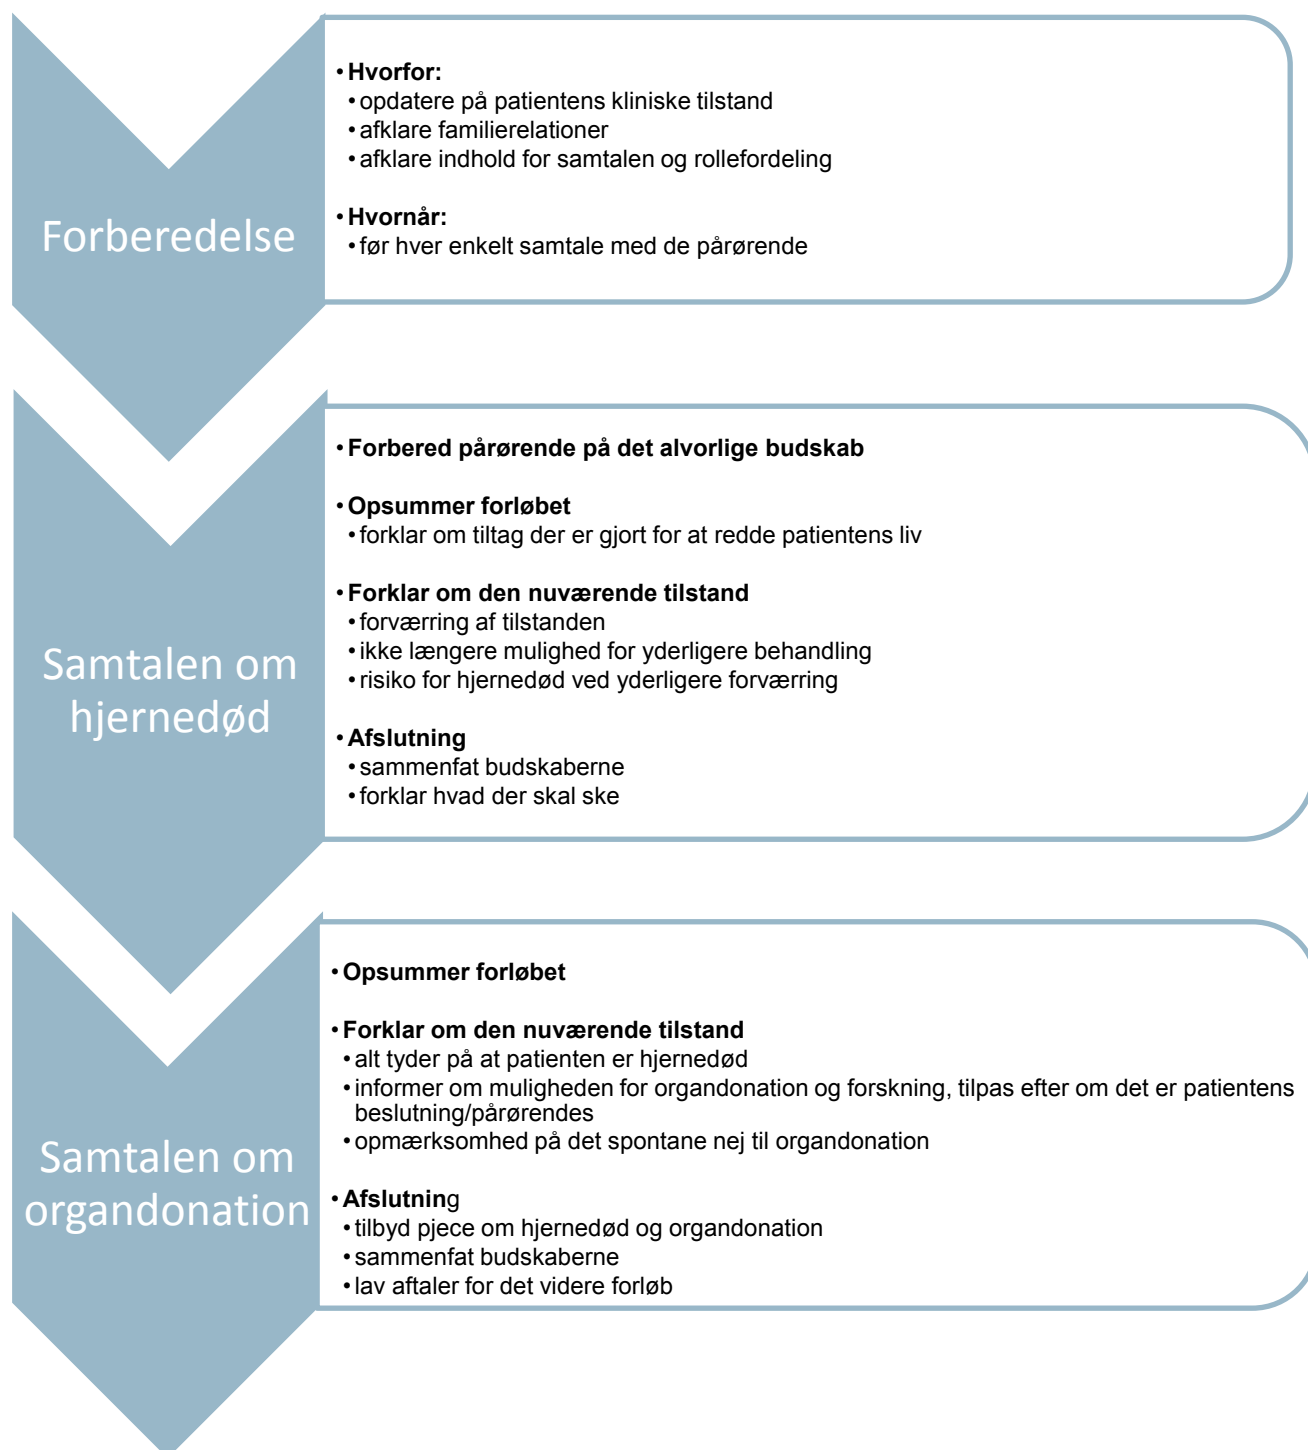 Forberedelse
• Hvorfor:
• opdatere på patientens kliniske tilstand
• afklare familierelationer
• afklare indhold for samtalen og rollefordeling
• Hvornår:
• før hver enkelt samtale med de pårørende
Samtalen om
hjernedød
• Forbered pårørende på det alvorlige budskab
• Opsummer forløbet
• forklar om tiltag der er gjort for at redde patientens liv
• Forklar om den nuværende tilstand
• forværring af tilstanden
• ikke længere mulighed for yderligere behandling
• risiko for hjernedød ved yderligere forværring
• Afslutning
• sammenfat budskaberne
• forklar hvad der skal ske
Samtalen om
organdonation
• Opsummer forløbet
• Forklar om den nuværende tilstand
• alt tyder på at patienten er hjernedød
• informer om muligheden for organdonation og forskning, tilpas efter om det er patientens
beslutning/pårørendes
• opmærksomhed på det spontane nej til organdonation
• Afslutning
• tilbyd pjece om hjernedød og organdonation
• sammenfat budskaberne
• lav aftaler for det videre forløb